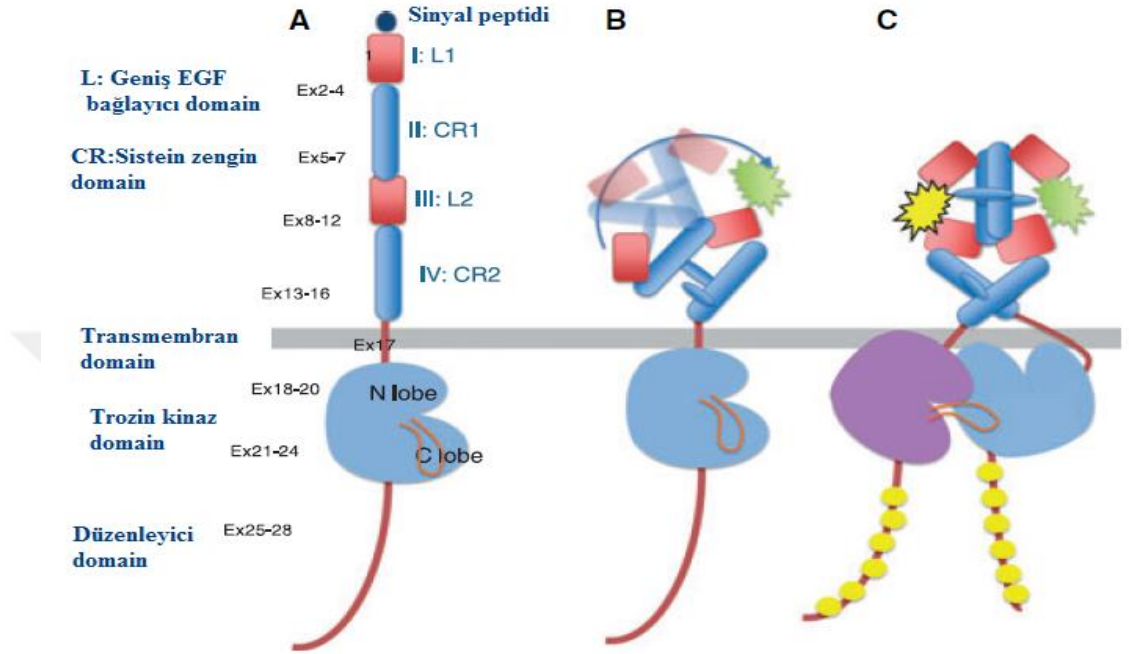 A
Sinyal peptidi
B
C
1
I: L1
L: Geniş EGF
bağlayıcı domain
Ex2-4
II: CR1
CR:Sistein zengin
domain
Ex5-7
III: L2
Ex8-12
IV: CR2
Ex13-16
Transmembran
domain
Ex17
Ex18-20
N lobe
Trozin kinaz
domain
Ex21-24
C lobe
Düzenleyici
domain
Ex25-28